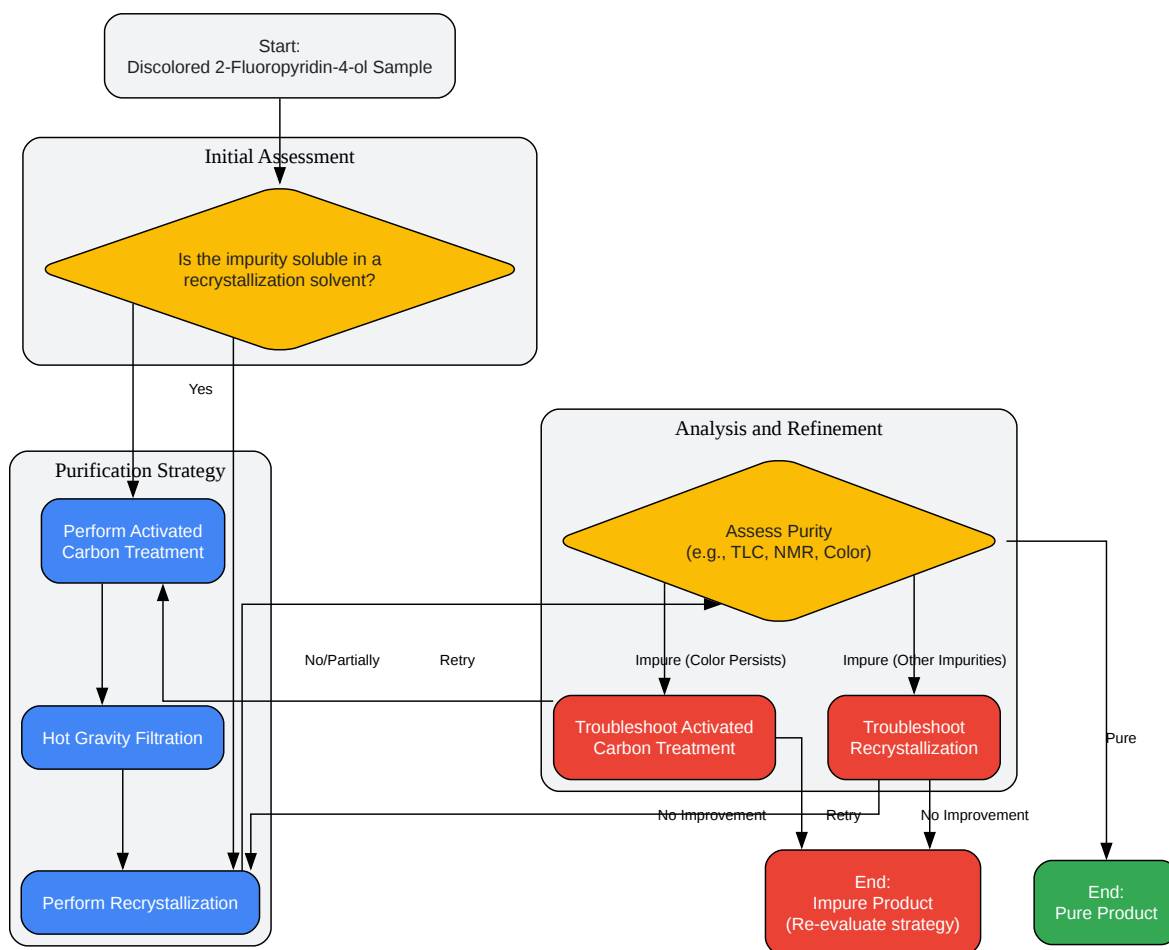 Start:
Discolored 2-Fluoropyridin-4-ol Sample
Initial Assessment
Is the impurity soluble in a
recrystallization solvent?
Yes
Purification Strategy
Perform Activated
Carbon Treatment
Hot Gravity Filtration
Perform Recrystallization
Analysis and Refinement
Assess Purity
(e.g., TLC, NMR, Color)
No/Partially
Retry
Impure (Color Persists)
Impure (Other Impurities)
Troubleshoot Activated
Carbon Treatment
Troubleshoot
Recrystallization
Pure
No Improvement
Retry
No Improvement
End:
Impure Product
(Re-evaluate strategy)
End:
Pure Product